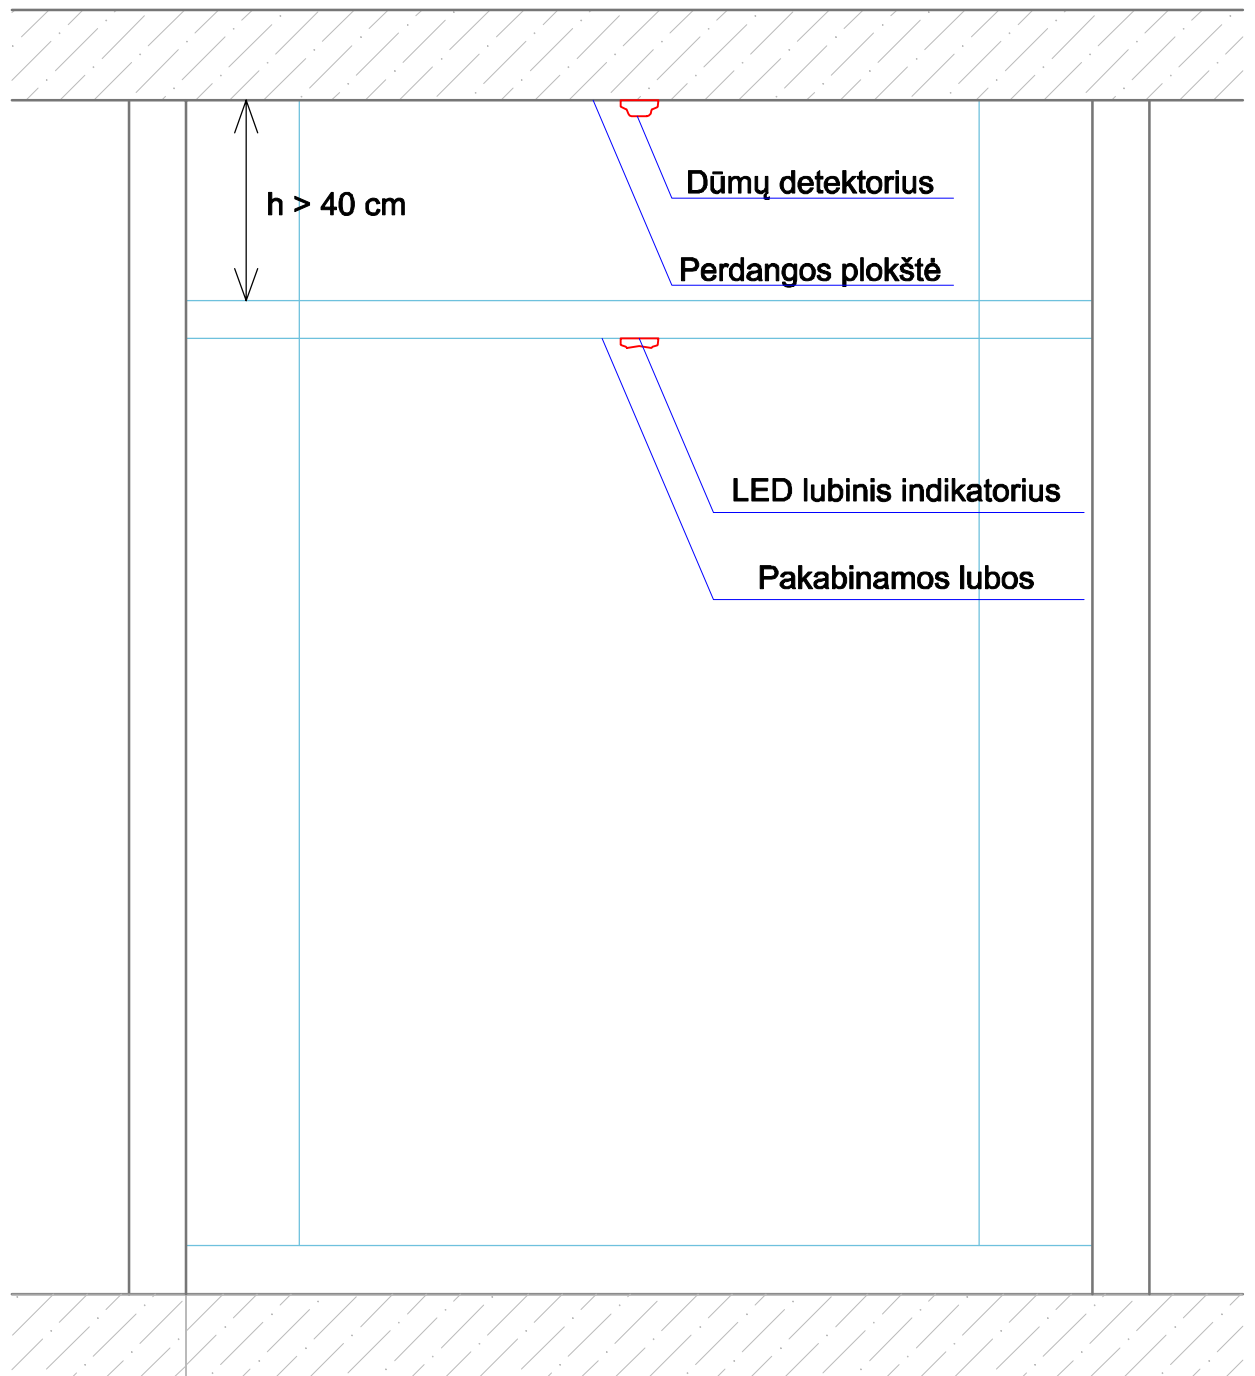 Dūmų detektorius
h > 40 cm
Perdangos plokštė
LED lubinis indikatorius
Pakabinamos lubos